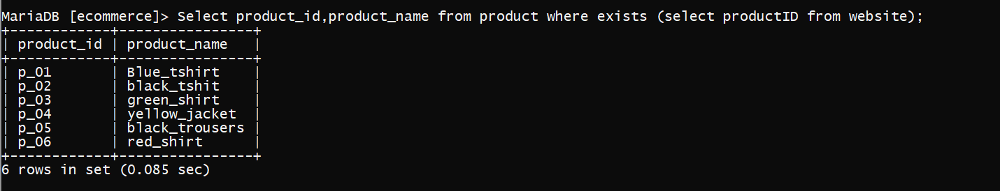 MariaDB [ecommerce]> Select product_id,product_name from product where exists (select productID from website);
+------------+----------------+
| product_id | product_name   |
+------------+----------------+
| p_01       | Blue_tshirt    |
| p_02       | black_tshit    |
| p_03       | green_shirt    |
| p_04       | yellow_jacket  |
| p_05       | black_trousers |
| p_06       | red_shirt      |
+------------+----------------+
6 rows in set (0.085 sec)